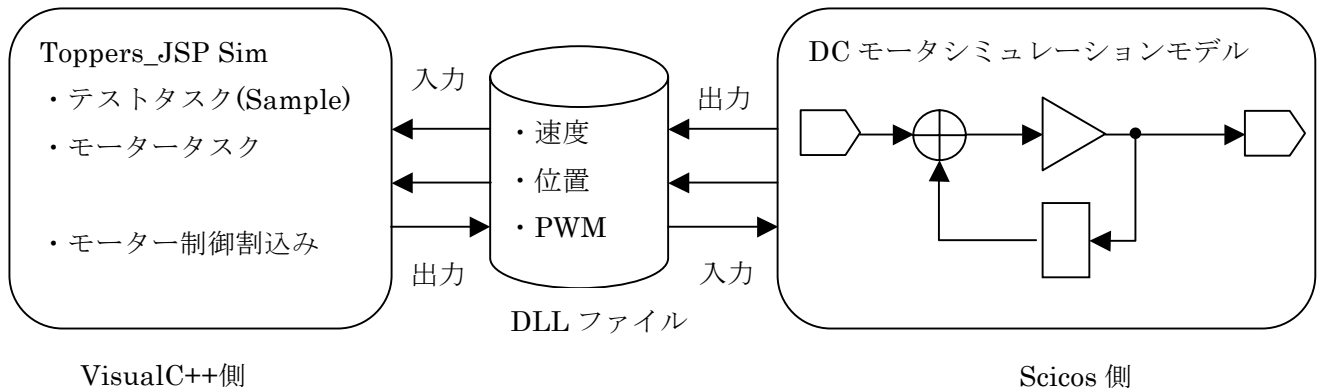 Toppers_JSP Sim
・テストタスク(Sample)
・モータータスク
・モーター制御割込み
入力
出力
・速度
・位置
・PWM
DLL ファイル
出力
入力
DC モータシミュレーションモデル
VisualC++側
Scicos 側